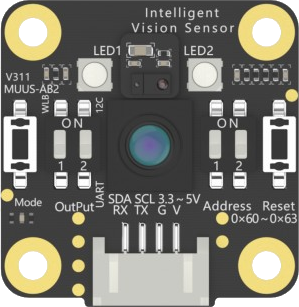 Intelligent
Vision Sensor
LED1 LED2
V311
MUUS-AB2
WLB
I2C
ON
ON
1 2
1 2
UART
Mode
OutPut
SDA SCL 3.3~5V
RX TX G V
Address Reset
0×60~0×63